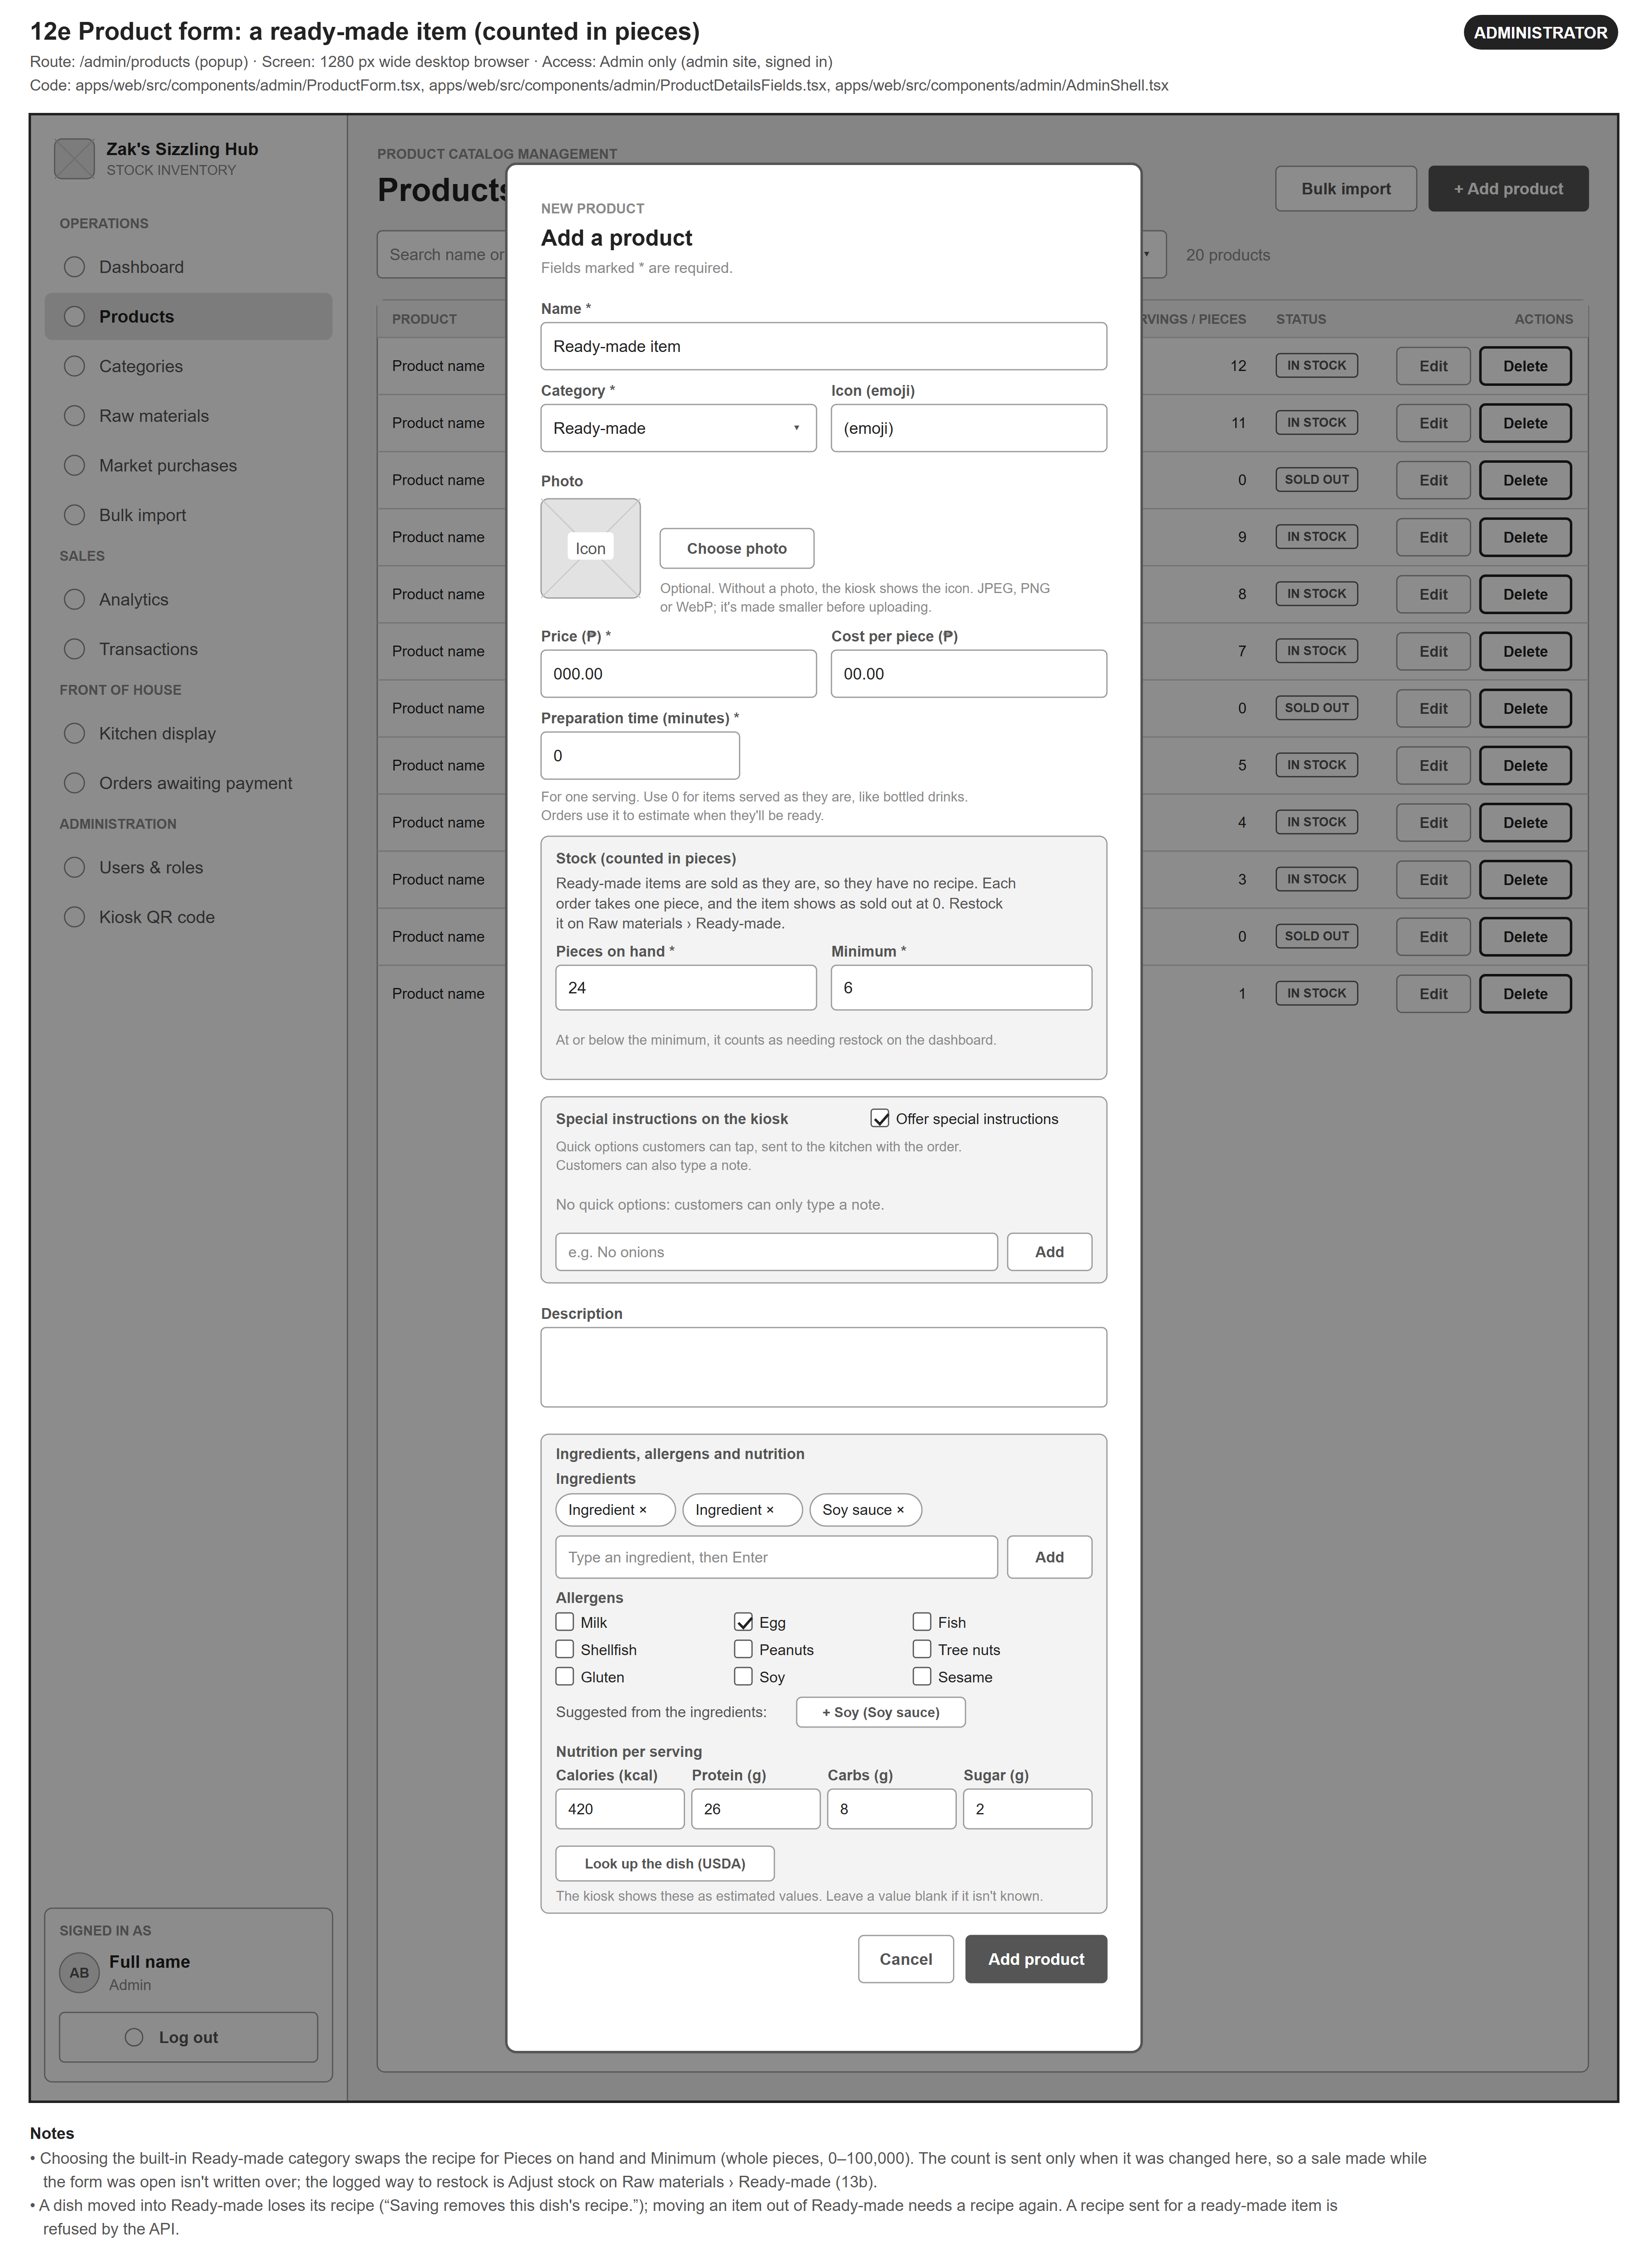 12e Product form: a ready-made item (counted in pieces)
ADMINISTRATOR
Route: /admin/products (popup) · Screen: 1280 px wide desktop browser · Access: Admin only (admin site, signed in)
Code: apps/web/src/components/admin/ProductForm.tsx, apps/web/src/components/admin/ProductDetailsFields.tsx, apps/web/src/components/admin/AdminShell.tsx
Zak's Sizzling Hub
STOCK INVENTORY
OPERATIONS
Dashboard
Products
Categories
Raw materials
Market purchases
Bulk import
SALES
Analytics
Transactions
FRONT OF HOUSE
Kitchen display
Orders awaiting payment
ADMINISTRATION
Users & roles
Kiosk QR code
SIGNED IN AS
AB
Full name
Admin
Log out
PRODUCT CATALOG MANAGEMENT
Products
Bulk import
+ Add product
Search name or
▾
20 products
PRODUCT
RVINGS / PIECES
STATUS
ACTIONS
Product name 12 IN STOCK Edit Delete
Product name 11 IN STOCK Edit Delete
Product name 0 SOLD OUT Edit Delete
Product name 9 IN STOCK Edit Delete
Product name 8 IN STOCK Edit Delete
Product name 7 IN STOCK Edit Delete
Product name 0 SOLD OUT Edit Delete
Product name 5 IN STOCK Edit Delete
Product name 4 IN STOCK Edit Delete
Product name 3 IN STOCK Edit Delete
Product name 0 SOLD OUT Edit Delete
Product name 1 IN STOCK Edit Delete
NEW PRODUCT
Add a product
Fields marked * are required.
Name *
Ready-made item
Category * Icon (emoji)
Ready-made ▾ (emoji)
Photo
Icon
Choose photo
Optional. Without a photo, the kiosk shows the icon. JPEG, PNG
or WebP; it's made smaller before uploading.
Price (₱) * Cost per piece (₱)
000.00 00.00
Preparation time (minutes) *
0
For one serving. Use 0 for items served as they are, like bottled drinks.
Orders use it to estimate when they'll be ready.
Stock (counted in pieces)
Ready-made items are sold as they are, so they have no recipe. Each
order takes one piece, and the item shows as sold out at 0. Restock
it on Raw materials › Ready-made.
Pieces on hand * Minimum *
24 6
At or below the minimum, it counts as needing restock on the dashboard.
Special instructions on the kiosk Offer special instructions
Quick options customers can tap, sent to the kitchen with the order.
Customers can also type a note.
No quick options: customers can only type a note.
e.g. No onions Add
Description
Ingredients, allergens and nutrition
Ingredients
Ingredient × Ingredient × Soy sauce ×
Type an ingredient, then Enter Add
Allergens
Milk Egg Fish
Shellfish Peanuts Tree nuts
Gluten Soy Sesame
Suggested from the ingredients: + Soy (Soy sauce)
Nutrition per serving
Calories (kcal) Protein (g) Carbs (g) Sugar (g)
420 26 8 2
Look up the dish (USDA)
The kiosk shows these as estimated values. Leave a value blank if it isn't known.
Cancel Add product
Notes
• Choosing the built-in Ready-made category swaps the recipe for Pieces on hand and Minimum (whole pieces, 0–100,000). The count is sent only when it was changed here, so a sale made while
the form was open isn't written over; the logged way to restock is Adjust stock on Raw materials › Ready-made (13b).
• A dish moved into Ready-made loses its recipe (“Saving removes this dish's recipe.”); moving an item out of Ready-made needs a recipe again. A recipe sent for a ready-made item is
refused by the API.